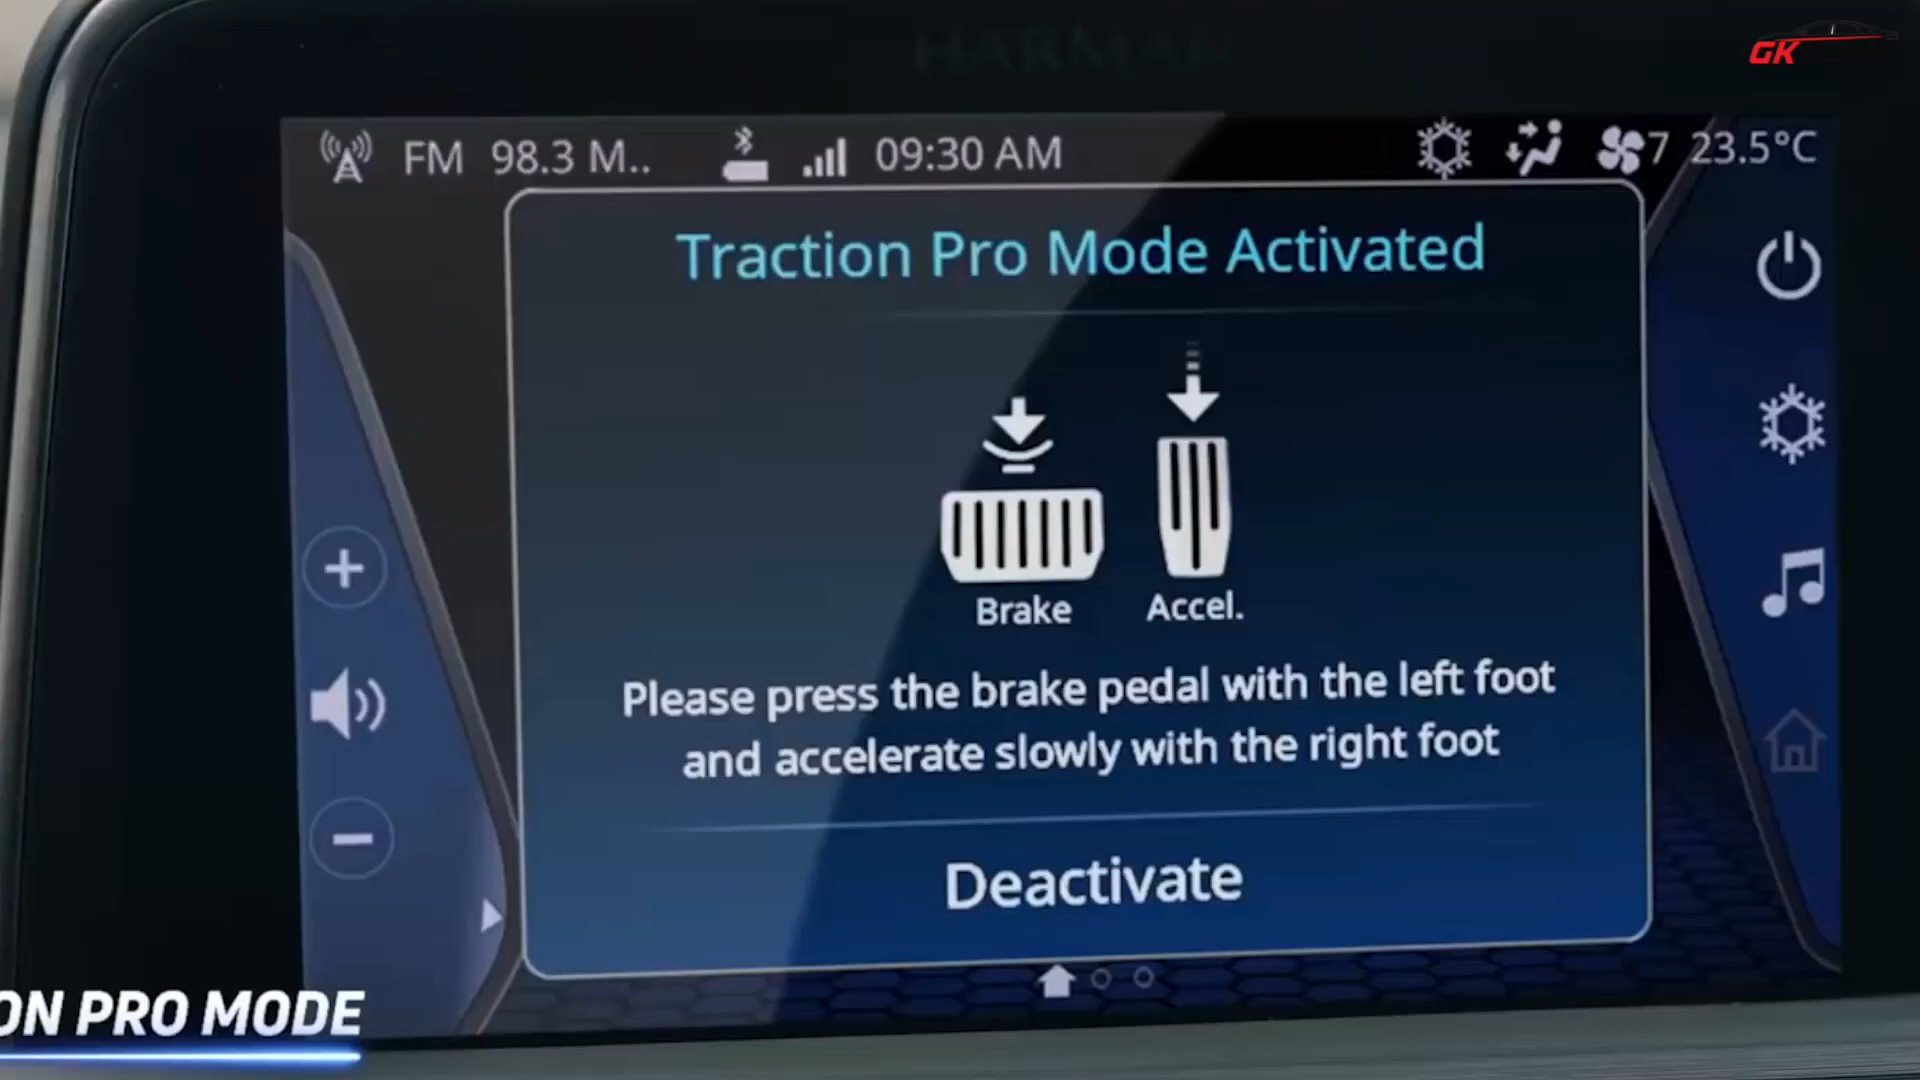 HARMAN
GK
FM 98.3 M.. 09:30 AM 7 23.5°C
Traction Pro Mode Activated
Brake Accel.
Please press the brake pedal with the left foot
and accelerate slowly with the right foot
Deactivate
ON PRO MODE